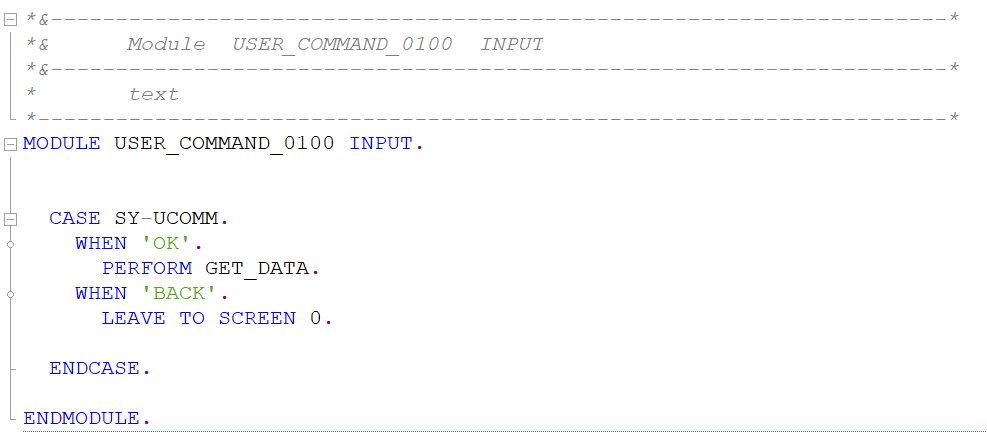 *&---------------------------------------------------------------------*
*&      Module  USER_COMMAND_0100  INPUT
*&---------------------------------------------------------------------*
*       text
*----------------------------------------------------------------------*
MODULE USER_COMMAND_0100 INPUT.
  CASE SY-UCOMM.
    WHEN 'OK'.
      PERFORM GET_DATA.
    WHEN 'BACK'.
      LEAVE TO SCREEN 0.
  ENDCASE.
ENDMODULE.